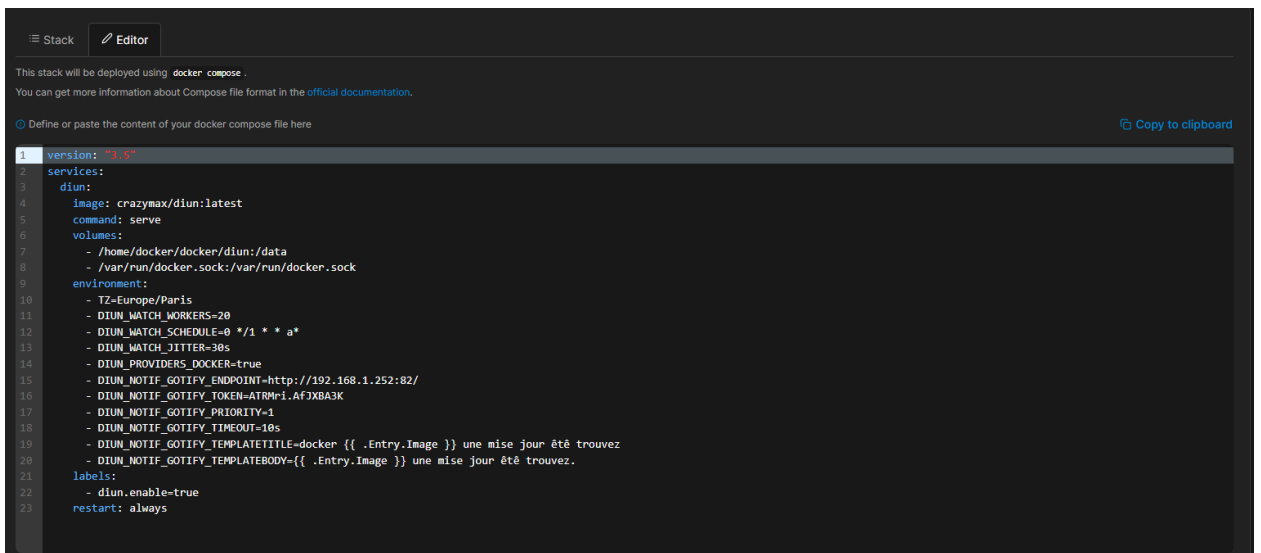 Stack
Editor
This stack will be deployed using docker compose .
You can get more information about Compose file format in the official documentation.
Define or paste the content of your docker compose file here
Copy to clipboard
1 version: "3.5"
2 services:
3 diun:
4 image: crazymax/diun:latest
5 command: serve
6 volumes:
7 - /home/docker/docker/diun:/data
8 - /var/run/docker.sock:/var/run/docker.sock
9 environment:
10 - TZ=Europe/Paris
11 - DIUN_WATCH_WORKERS=20
12 - DIUN_WATCH_SCHEDULE=0 */1 * * a*
13 - DIUN_WATCH_JITTER=30s
14 - DIUN_PROVIDERS_DOCKER=true
15 - DIUN_NOTIF_GOTIFY_ENDPOINT=http://192.168.1.252:82/
16 - DIUN_NOTIF_GOTIFY_TOKEN=ATRMri.AfJXBA3K
17 - DIUN_NOTIF_GOTIFY_PRIORITY=1
18 - DIUN_NOTIF_GOTIFY_TIMEOUT=10s
19 - DIUN_NOTIF_GOTIFY_TEMPLATETITLE=docker {{ .Entry.Image }} une mise jour étê trouvez
20 - DIUN_NOTIF_GOTIFY_TEMPLATEBODY={{ .Entry.Image }} une mise jour étê trouvez.
21 labels:
22 - diun.enable=true
23 restart: always